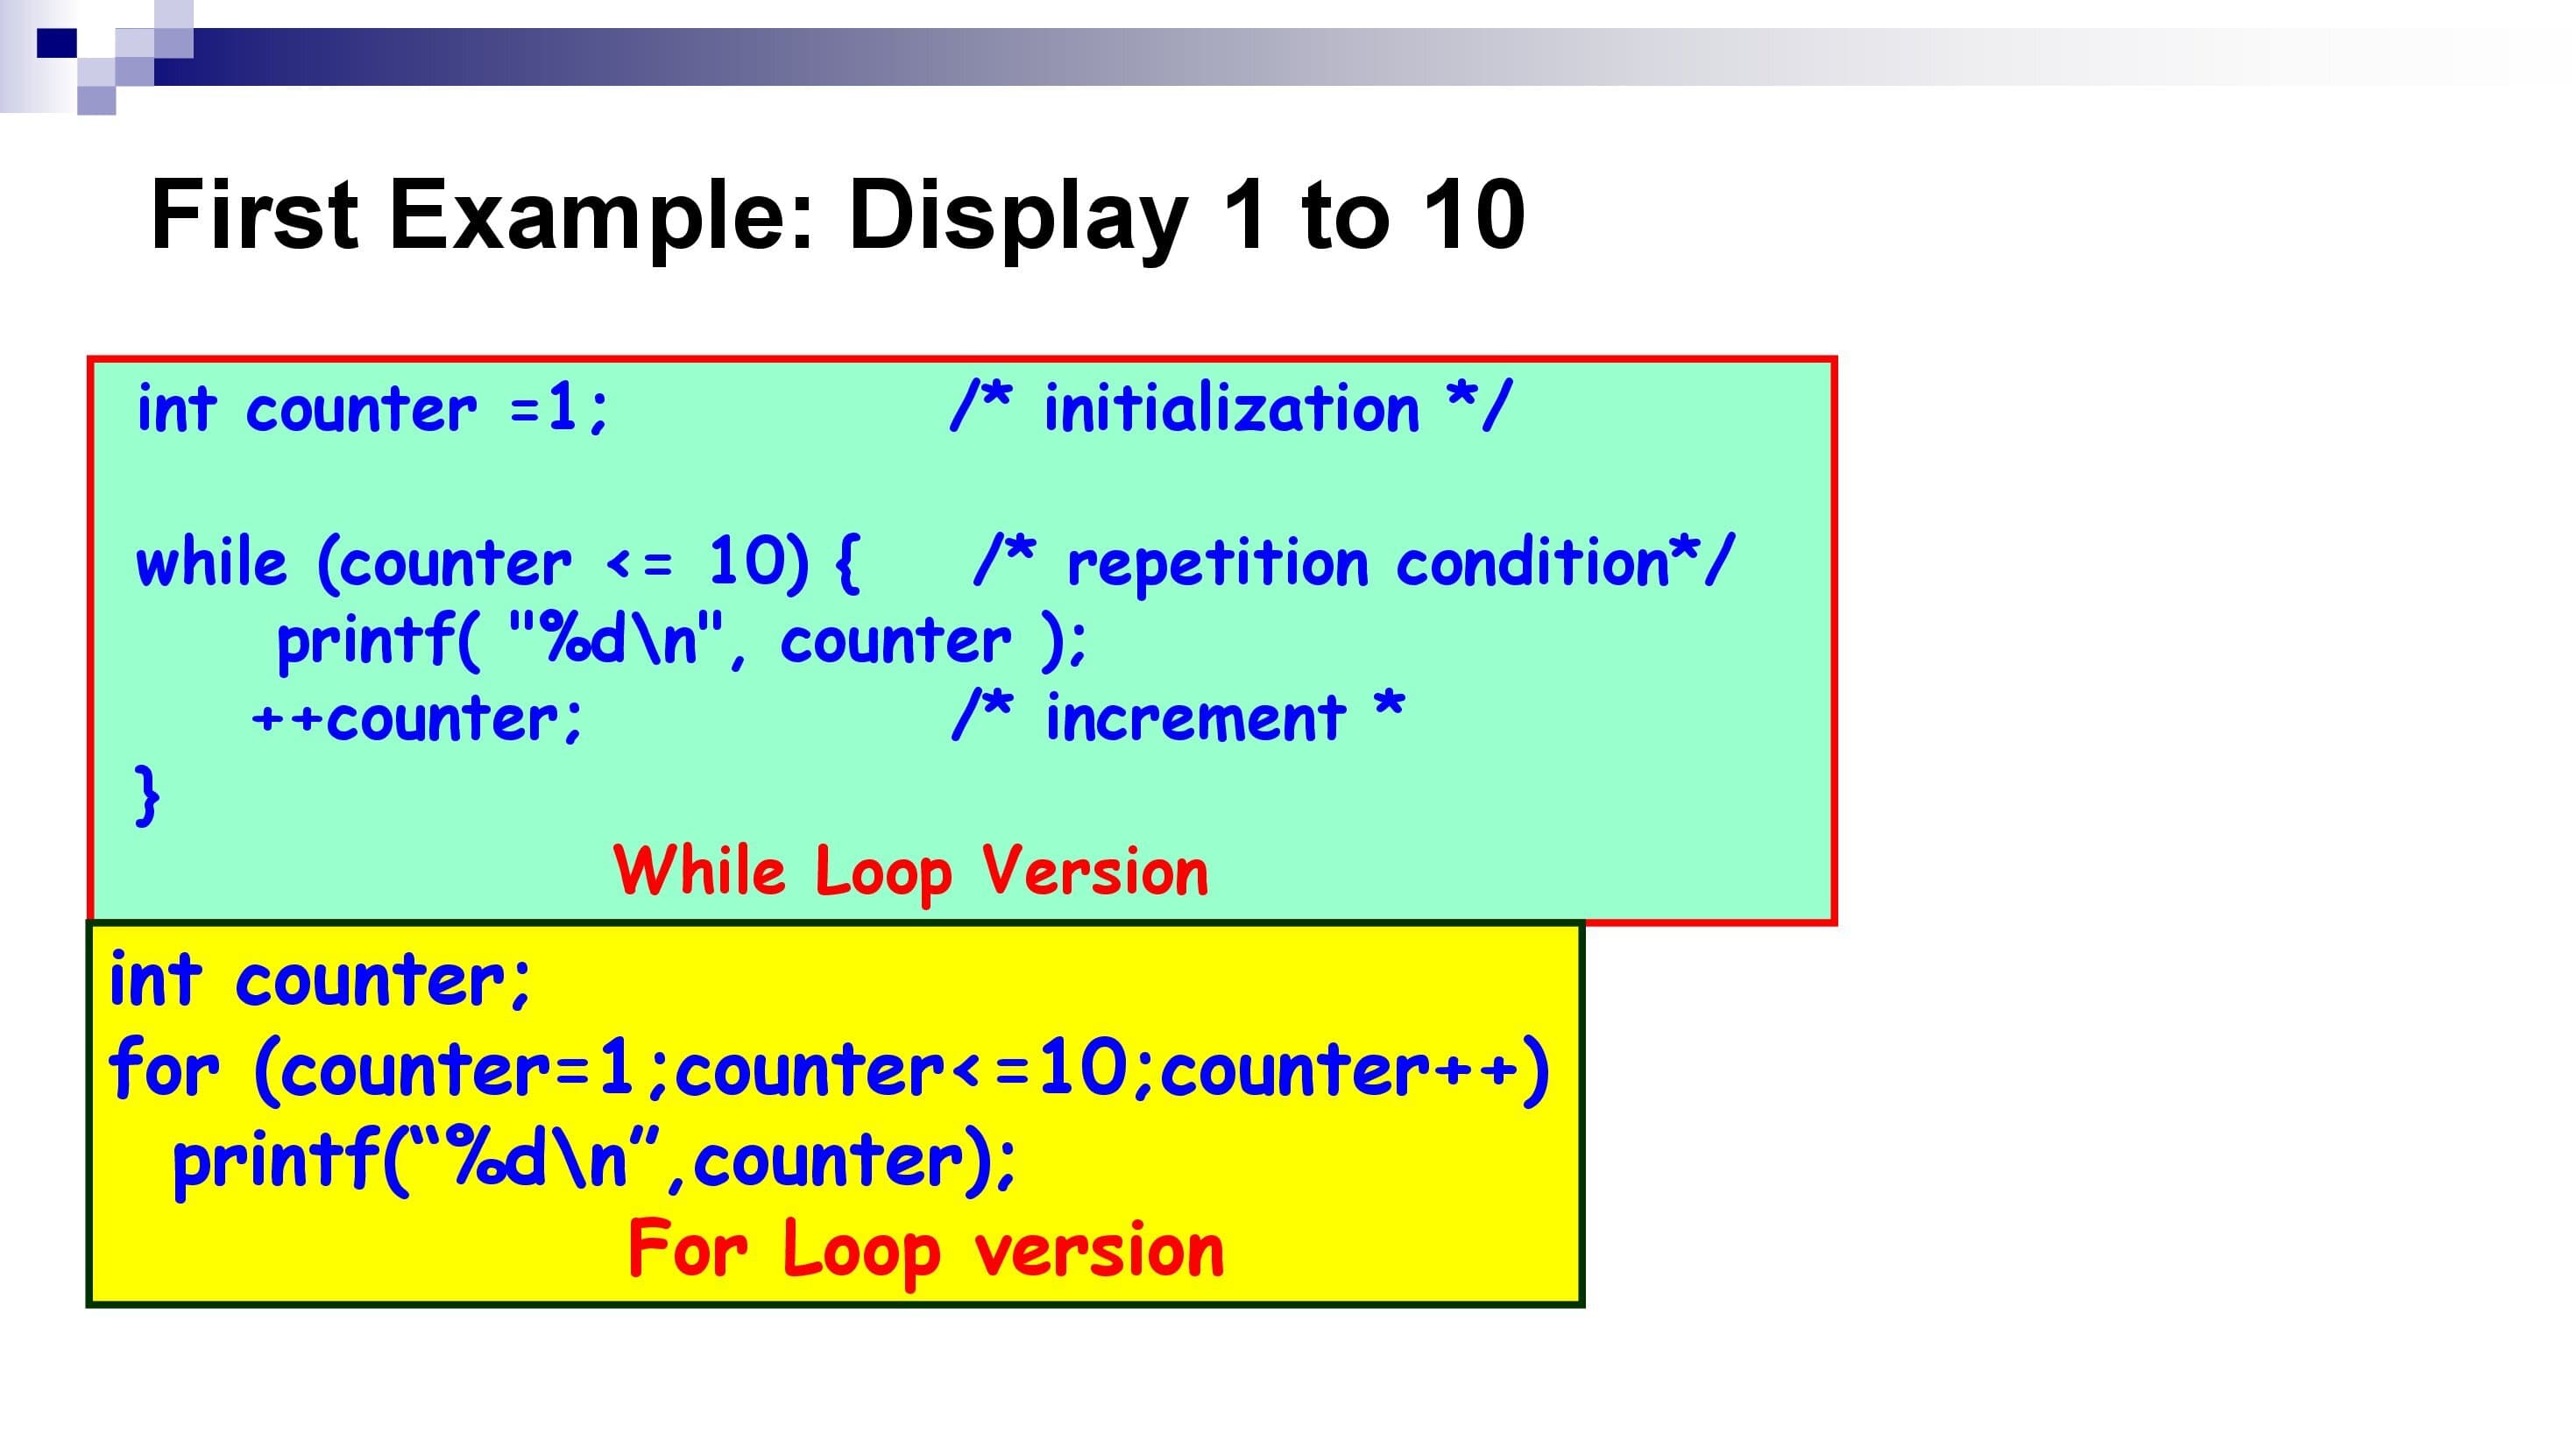 First Example: Display 1 to 10
int counter =1; /* initialization */
while (counter <= 10) { /* repetition condition*/
printf( "%d\n", counter );
++counter; /* increment *
}
While Loop Version
int counter;
for (counter=1;counter<=10;counter++)
printf(“%d\n”,counter);
For Loop version